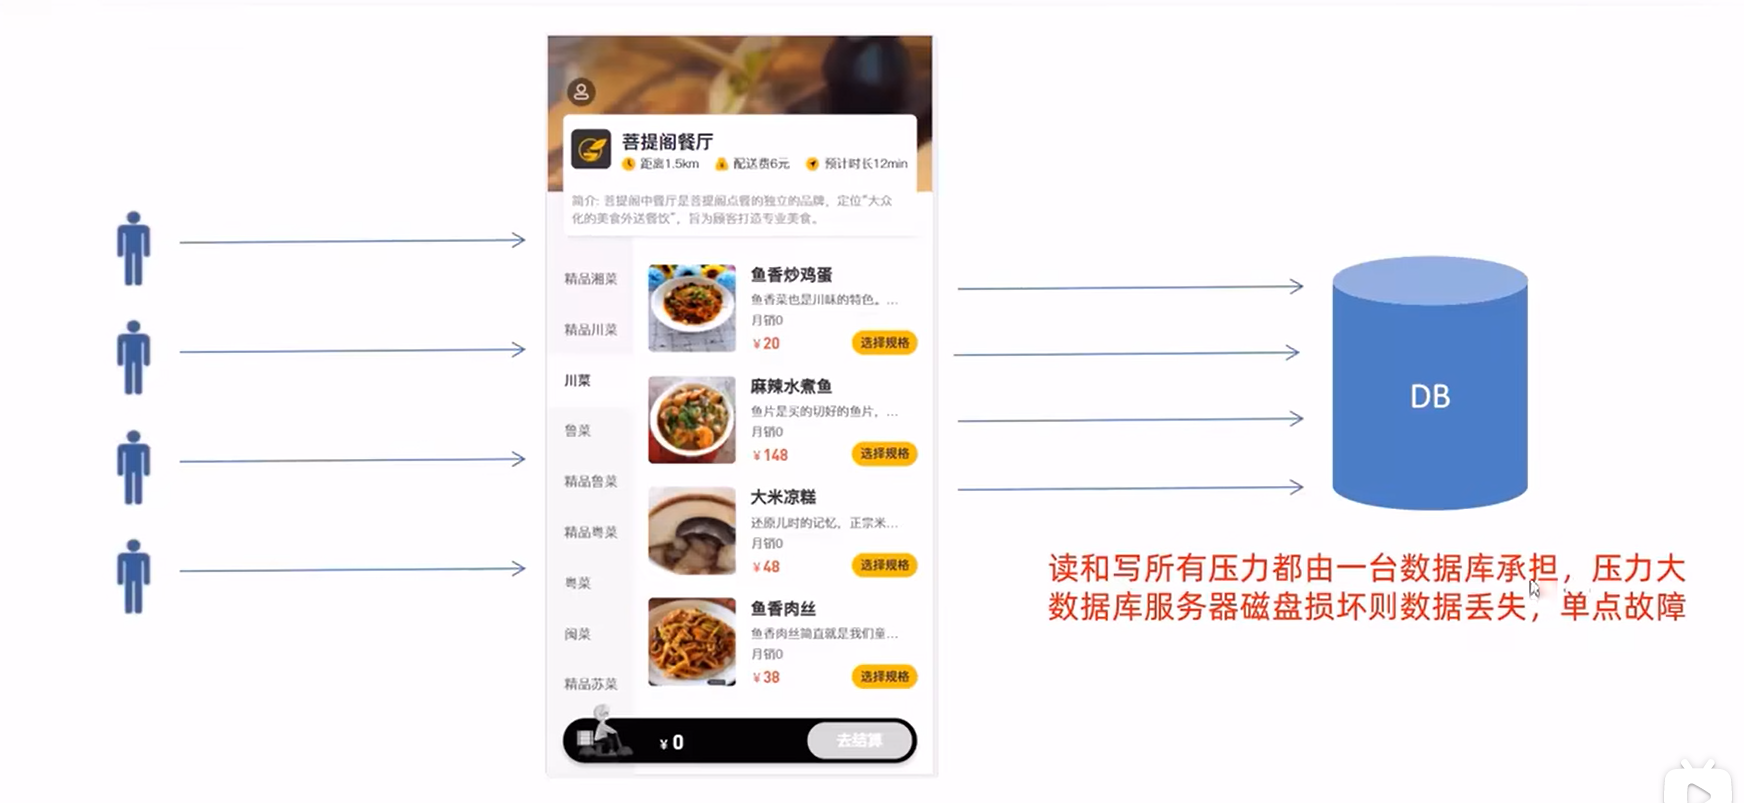 菩提阁餐厅
距离1.5km 配送费6元 预计时长12min
简介: 菩提阁中餐厅是菩提阁点餐的独立的品牌，定位“大众
化的美食外送餐饮”，旨为顾客打造专业美食。
精品湘菜
精品川菜
川菜
鲁菜
精品鲁菜
精品粤菜
粤菜
闽菜
精品苏菜
鱼香炒鸡蛋
鱼香菜也是川味的特色。...
月销0
¥20 选择规格
麻辣水煮鱼
鱼片是买的切好的鱼片，...
月销0
¥148 选择规格
大米凉糕
还原儿时的记忆，正宗米...
月销0
¥48 选择规格
鱼香肉丝
鱼香肉丝简直就是我们童...
月销0
¥38 选择规格
¥0 去结算
DB
读和写所有压力都由一台数据库承担，压力大
数据库服务器磁盘损坏则数据丢失，单点故障